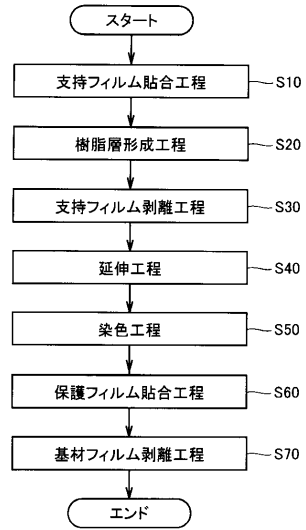 スタート
支持フィルム貼合工程 S10
樹脂層形成工程 S20
支持フィルム剥離工程 S30
延伸工程 S40
染色工程 S50
保護フィルム貼合工程 S60
基材フィルム剥離工程 S70
エンド